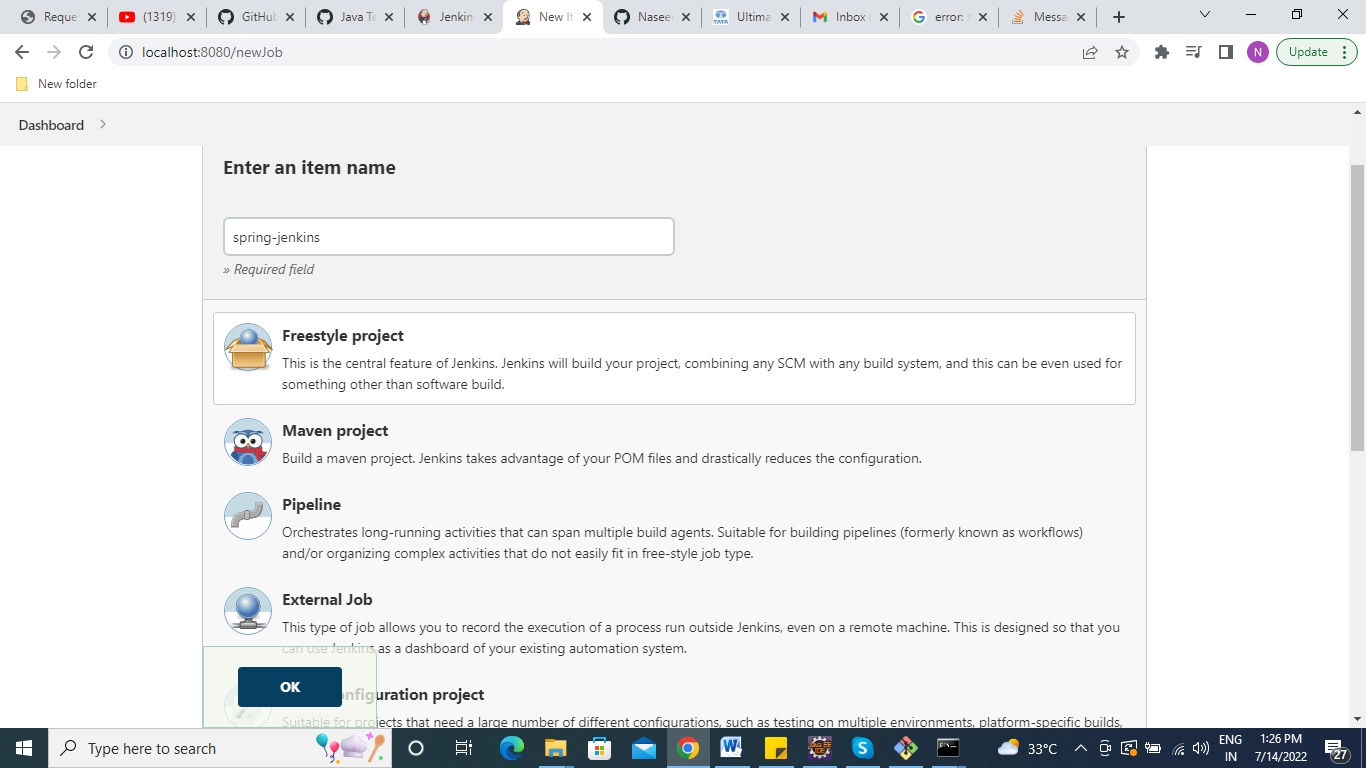 Reque
(1319)
GitHub
Java Te
Jenkin
New It
Nasee
Ultima
TATA
Inbox
error: s
Messa
localhost:8080/newJob
N
Update
New folder
Dashboard
Enter an item name
spring-jenkins
» Required field
Freestyle project
This is the central feature of Jenkins. Jenkins will build your project, combining any SCM with any build system, and this can be even used for
something other than software build.
Maven project
Build a maven project. Jenkins takes advantage of your POM files and drastically reduces the configuration.
Pipeline
Orchestrates long-running activities that can span multiple build agents. Suitable for building pipelines (formerly known as workflows)
and/or organizing complex activities that do not easily fit in free-style job type.
External Job
This type of job allows you to record the execution of a process run outside Jenkins, even on a remote machine. This is designed so that you
can use Jenkins as a dashboard of your existing automation system.
OK
nfiguration project
Suitable for projects that need a large number of different configurations, such as testing on multiple environments, platform-specific builds,
Type here to search
33°C
ENG
IN
1:26 PM
7/14/2022
27